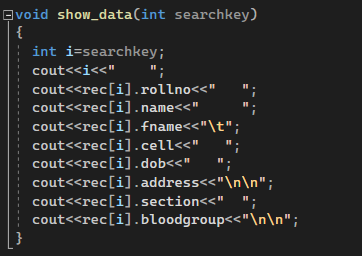 void show_data(int searchkey)
{
int i=searchkey;
cout<<i<<"     ";
cout<<rec[i].rollno<<"   ";
cout<<rec[i].name<<"      ";
cout<<rec[i].fname<<"\t";
cout<<rec[i].cell<<"   ";
cout<<rec[i].dob<<"   ";
cout<<rec[i].address<<"\n\n";
cout<<rec[i].section<<"  ";
cout<<rec[i].bloodgroup<<"\n\n";
}